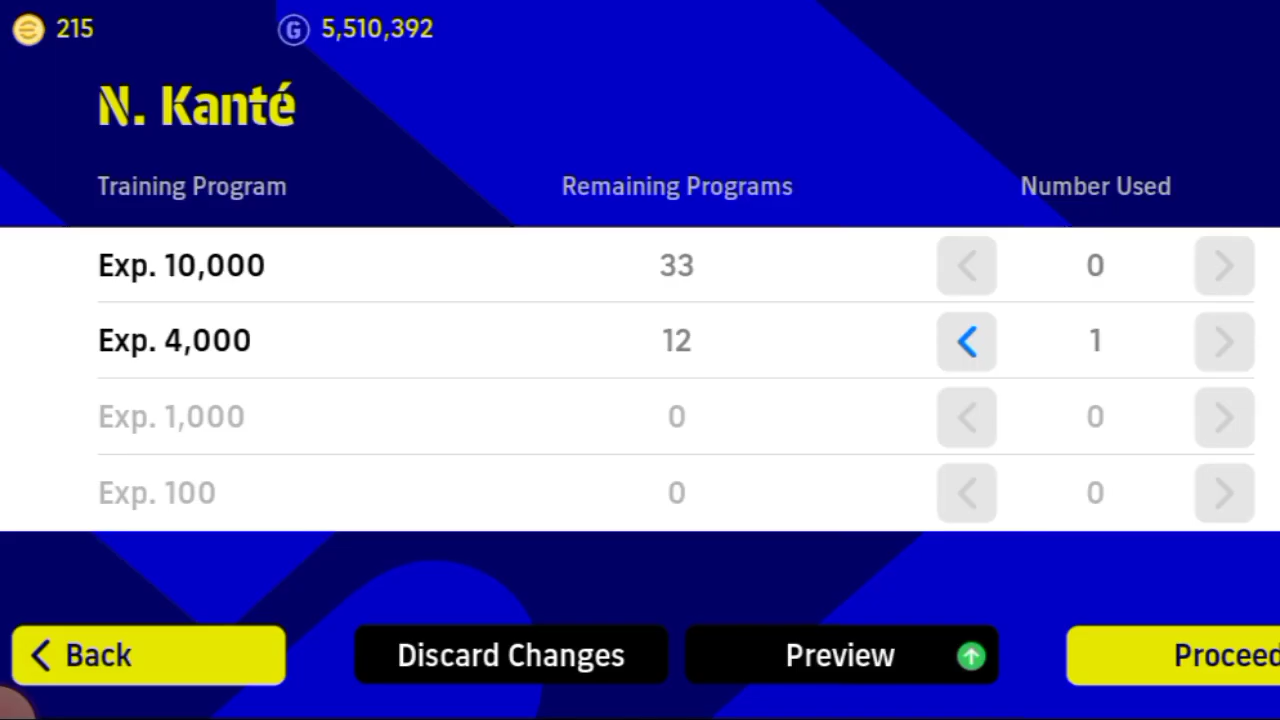 215
5,510,392
N. Kanté
Training Program Remaining Programs Number Used
Exp. 10,000 33 0
Exp. 4,000 12 1
Exp. 1,000 0 0
Exp. 100 0 0
Back Discard Changes Preview Proceed